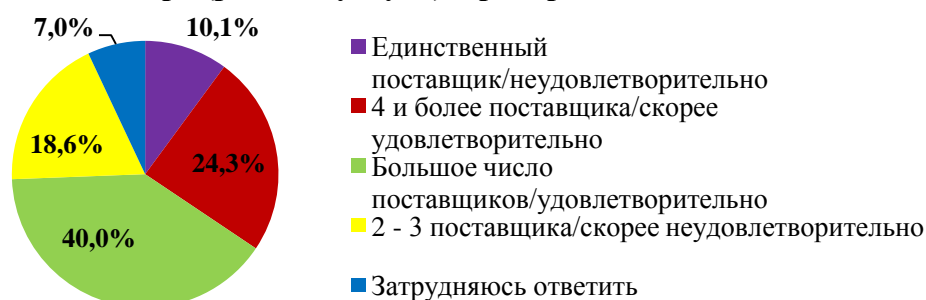 7,0%
10,1%
18,6%
24,3%
40,0%
Единственный
поставщик/неудовлетворительно
4 и более поставщика/скорее
удовлетворительно
Большое число
поставщиков/удовлетворительно
2 - 3 поставщика/скорее неудовлетворительно
Затрудняюсь ответить